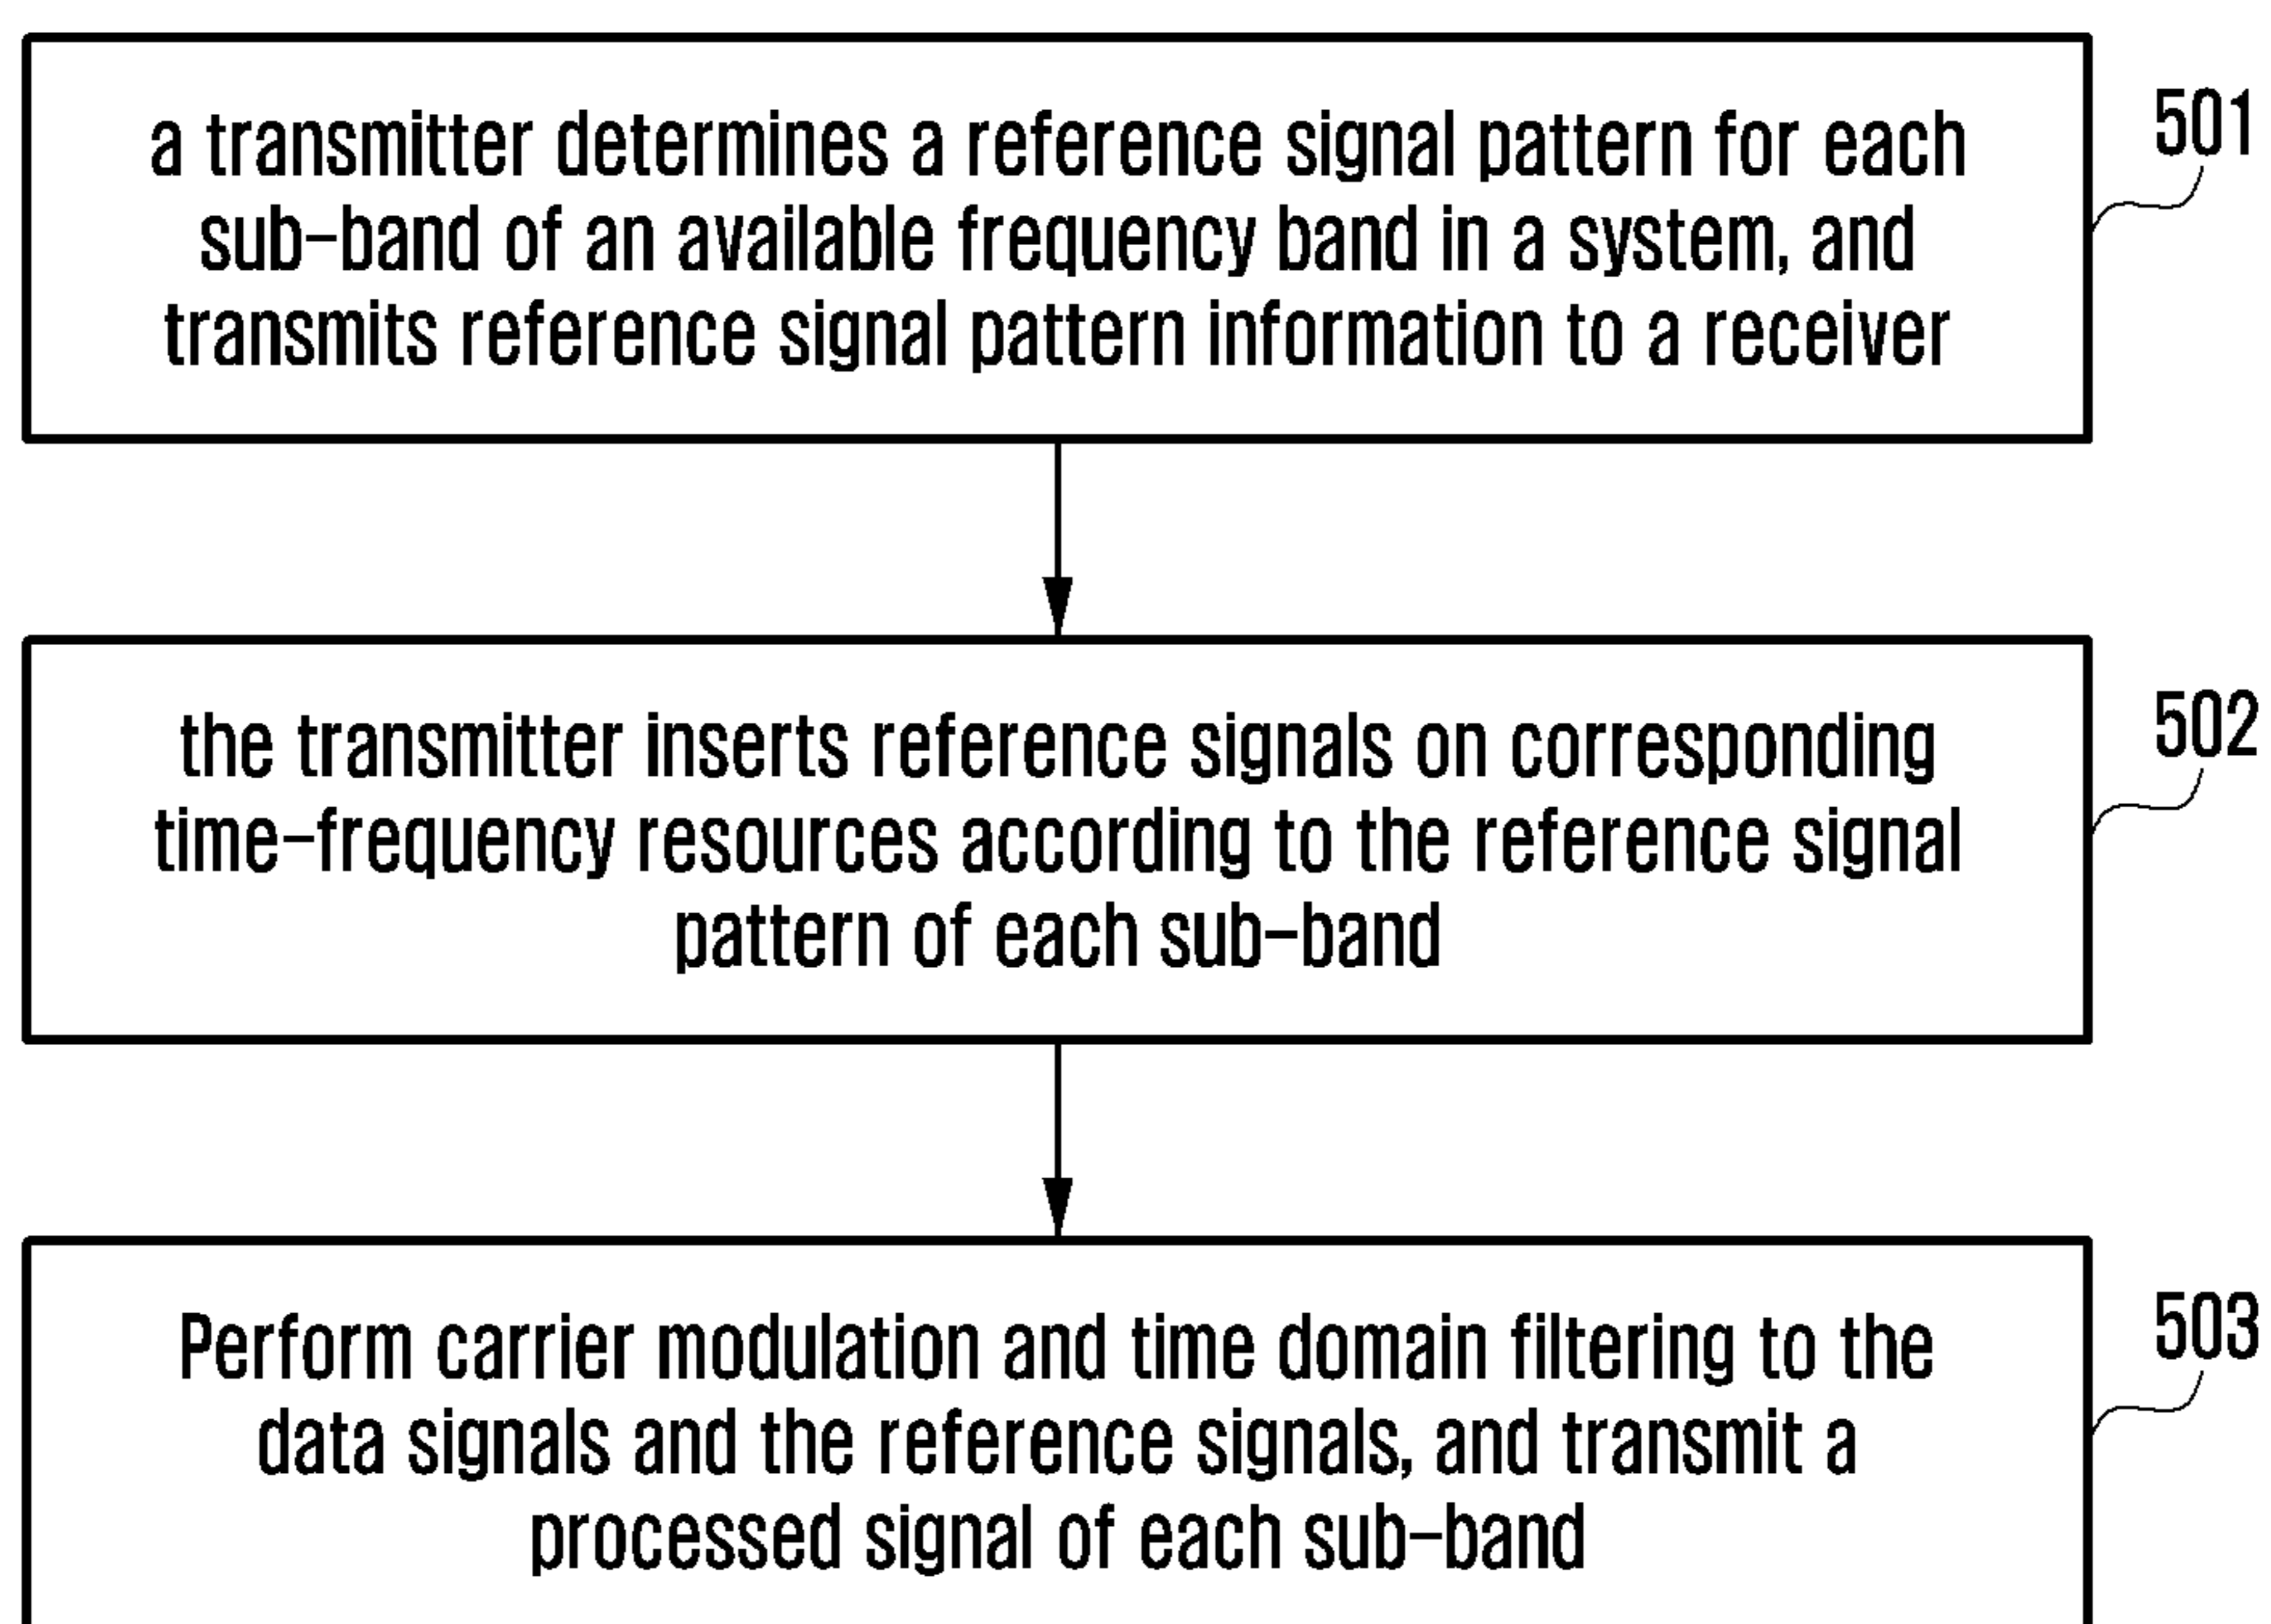 a transmitter determines a reference signal pattern for each
sub-band of an available frequency band in a system, and
transmits reference signal pattern information to a receiver
501
the transmitter inserts reference signals on corresponding
time-frequency resources according to the reference signal
pattern of each sub-band
502
Perform carrier modulation and time domain filtering to the
data signals and the reference signals, and transmit a
processed signal of each sub-band
503